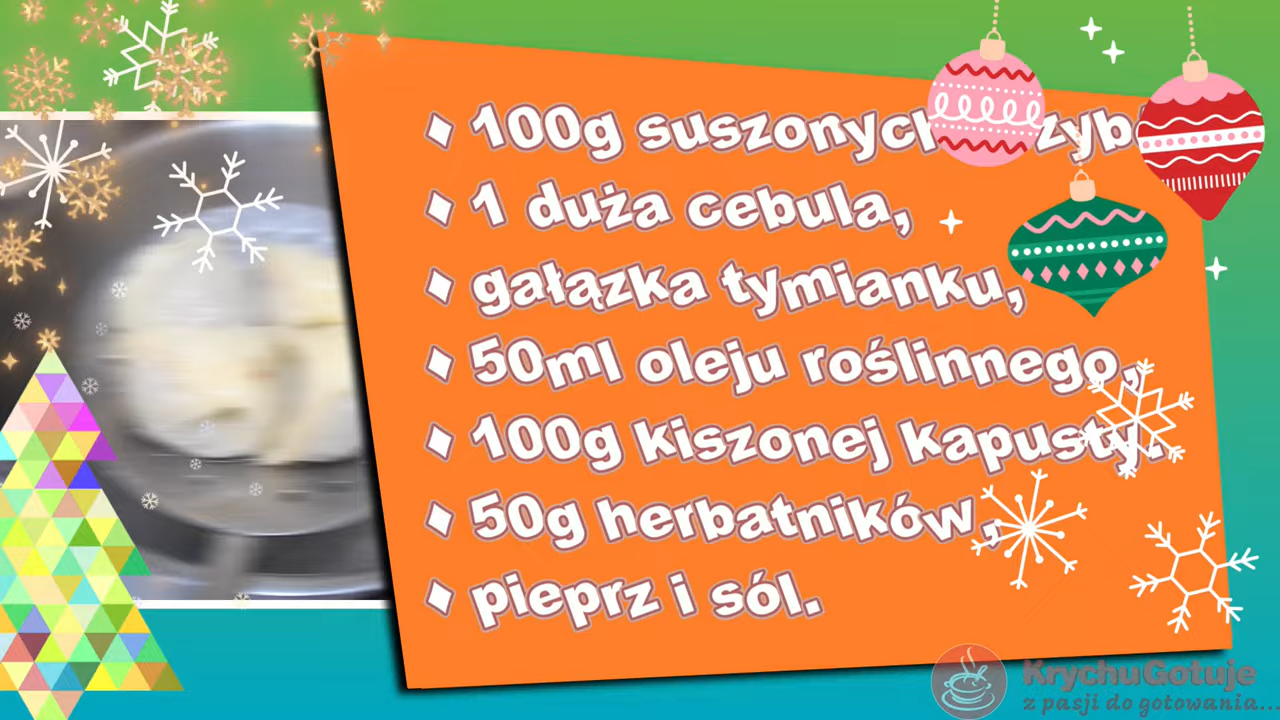 ♦ 100g suszonych
♦ 1 duża cebula,
♦ gałązka tymianku,
♦ 50ml oleju roślinnego,
♦ 100g kiszonej kapusty.
♦ 50g herbatników,
♦ pieprz i sól.
KrychuGotuje
z pasji do gotowania...